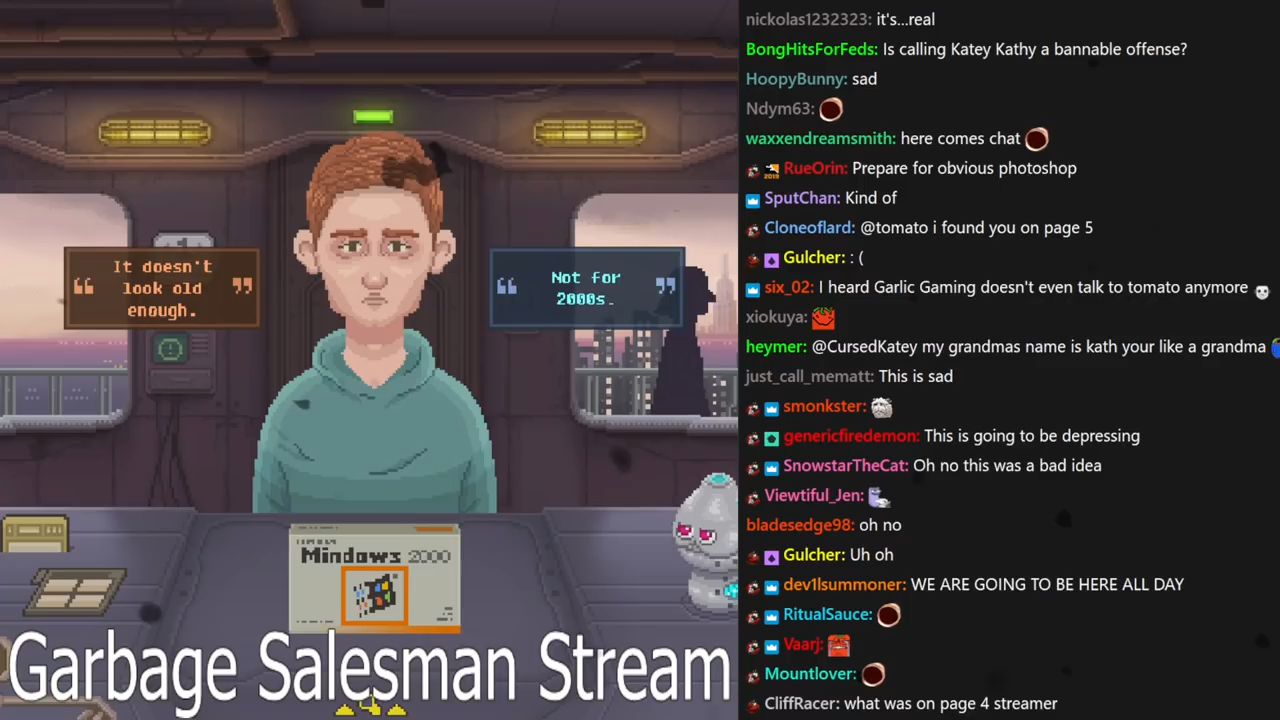 It doesn't
look old
enough.
Not for
2000s.
Mindows 2000
Garbage Salesman Stream
nickolas1232323: it's...real
BongHitsForFeds: Is calling Katey Kathy a bannable offense?
HoopyBunny: sad
Ndym63:
waxxendreamsmith: here comes chat
RueOrin: Prepare for obvious photoshop
SputChan: Kind of
Cloneoflard: @tomato i found you on page 5
Gulcher: : (
six_02: I heard Garlic Gaming doesn't even talk to tomato anymore
xiokuya:
heymer: @CursedKatey my grandmas name is kath your like a grandma
just_call_mematt: This is sad
smonkster:
genericfiredemon: This is going to be depressing
SnowstarTheCat: Oh no this was a bad idea
Viewtiful_Jen:
bladesedge98: oh no
Gulcher: Uh oh
dev1lsummoner: WE ARE GOING TO BE HERE ALL DAY
RitualSauce:
Vaarj:
Mountlover:
CliffRacer: what was on page 4 streamer